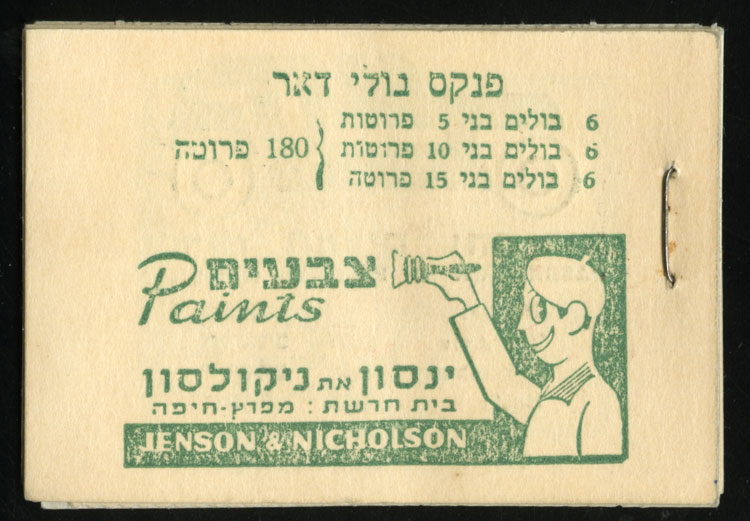 פנקס בולי דאר
6 בולים בני 5 פרוטות
6 בולים בני 10 פרוטות } 180 פרוטה
6 בולים בני 15 פרוטה
צבעים
Paints
ינסון את ניקולסון
בית חרשת: מפרץ-חיפה
JENSON & NICHOLSON